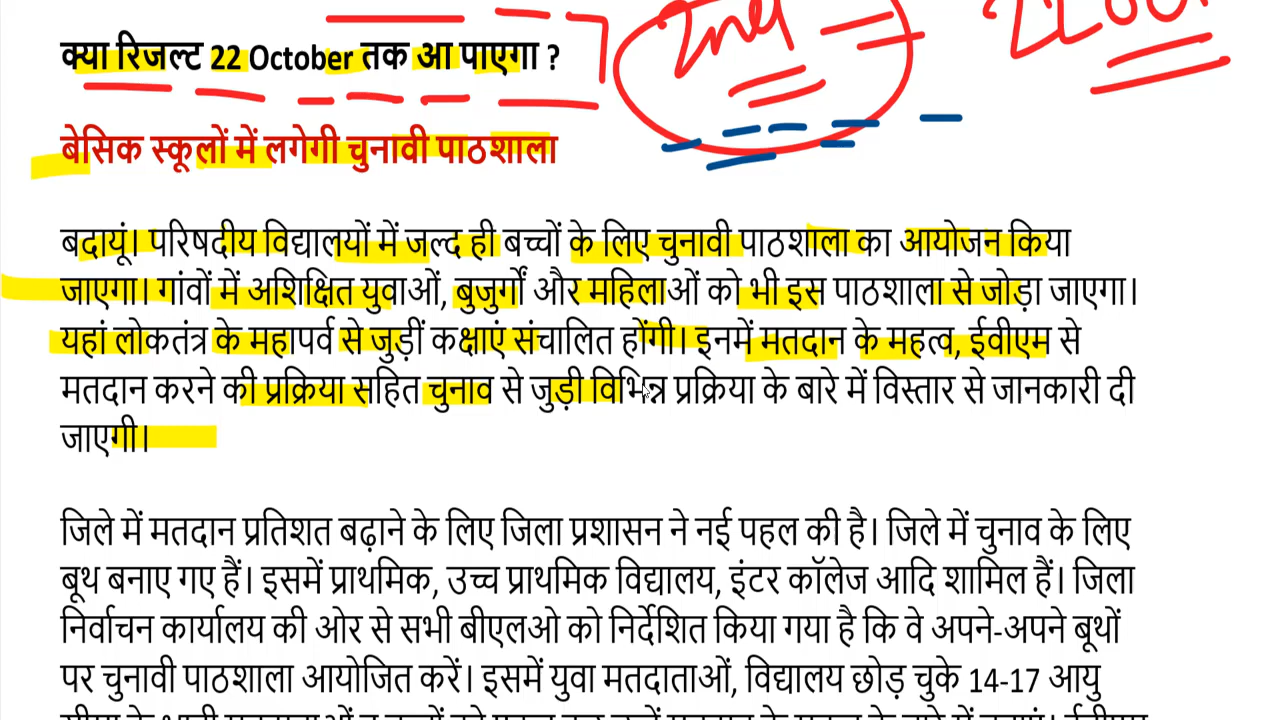 2nd
क्या रिजल्ट 22 October तक आ पाएगा ?
बेसिक स्कूलों में लगेगी चुनावी पाठशाला
बदायूं। परिषदीय विद्यालयों में जल्द ही बच्चों के लिए चुनावी पाठशाला का आयोजन किया
जाएगा। गांवों में अशिक्षित युवाओं, बुजुर्गों और महिलाओं को भी इस पाठशाला से जोड़ा जाएगा।
यहां लोकतंत्र के महापर्व से जुड़ीं कक्षाएं संचालित होंगी। इनमें मतदान के महत्व, ईवीएम से
मतदान करने की प्रक्रिया सहित चुनाव से जुड़ी विभिन्न प्रक्रिया के बारे में विस्तार से जानकारी दी
जाएगी।
जिले में मतदान प्रतिशत बढ़ाने के लिए जिला प्रशासन ने नई पहल की है। जिले में चुनाव के लिए
बूथ बनाए गए हैं। इसमें प्राथमिक, उच्च प्राथमिक विद्यालय, इंटर कॉलेज आदि शामिल हैं। जिला
निर्वाचन कार्यालय की ओर से सभी बीएलओ को निर्देशित किया गया है कि वे अपने-अपने बूथों
पर चुनावी पाठशाला आयोजित करें। इसमें युवा मतदाताओं, विद्यालय छोड़ चुके 14-17 आयु